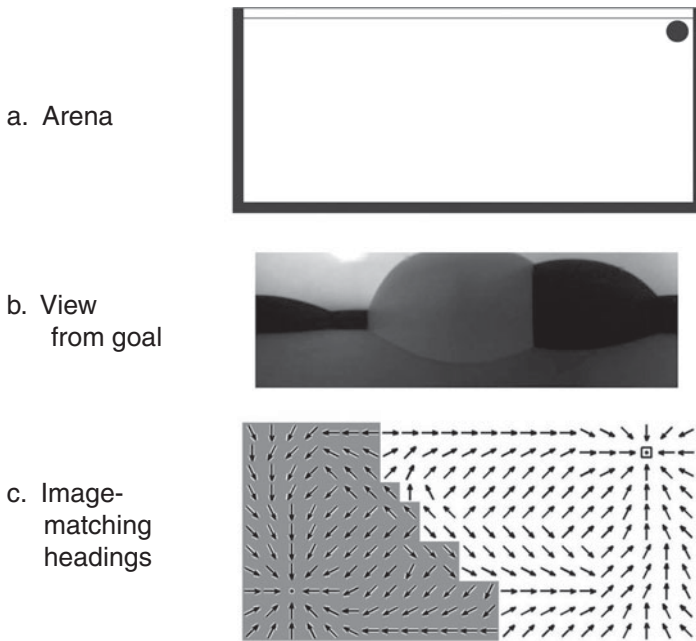 a. Arena
b. View
from goal
c. Image-
matching
headings